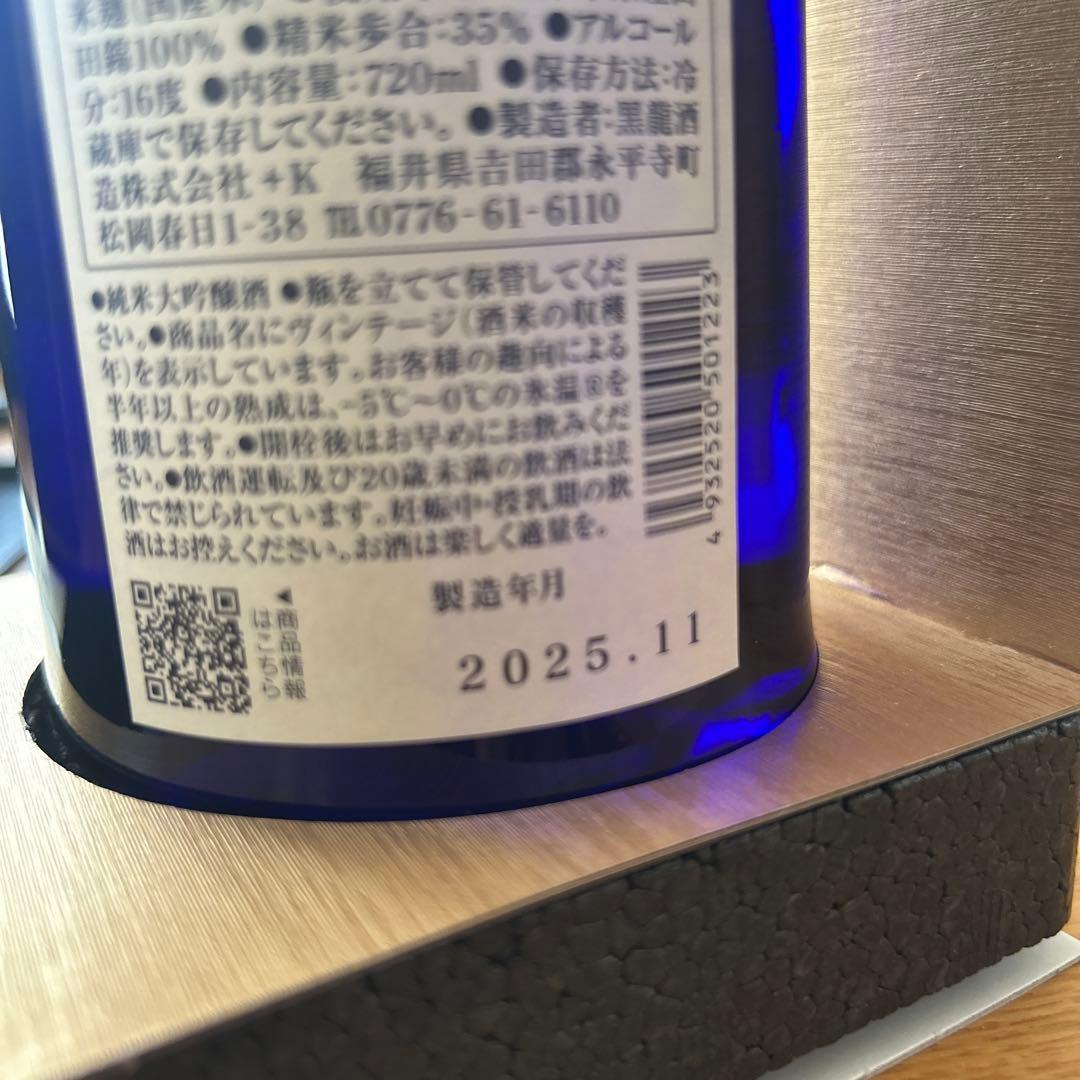 米麹(国産米)
田錦100% ●精米歩合:35% ●アルコール
分:16度 ●内容量:720ml ●保存方法:冷
蔵庫で保存してください。 ●製造者:黒龍酒
造株式会社+K 福井県吉田郡永平寺町
松岡春日1-38 TEL0776-61-6110
●純米大吟醸酒 ●瓶を立てて保管してくだ
さい。●商品名にヴィンテージ(酒米の収穫
年)を表示しています。お客様の趣向による
半年以上の熟成は、-5℃〜0℃の氷温®を
推奨します。●開栓後はお早めにお飲みくだ
さい。●飲酒運転及び20歳未満の飲酒は法
律で禁じられています。妊娠中・授乳期の飲
酒はお控えください。お酒は楽しく適量を。
4 932520 501223
◀商品情報
はこちら
製造年月
2025.11